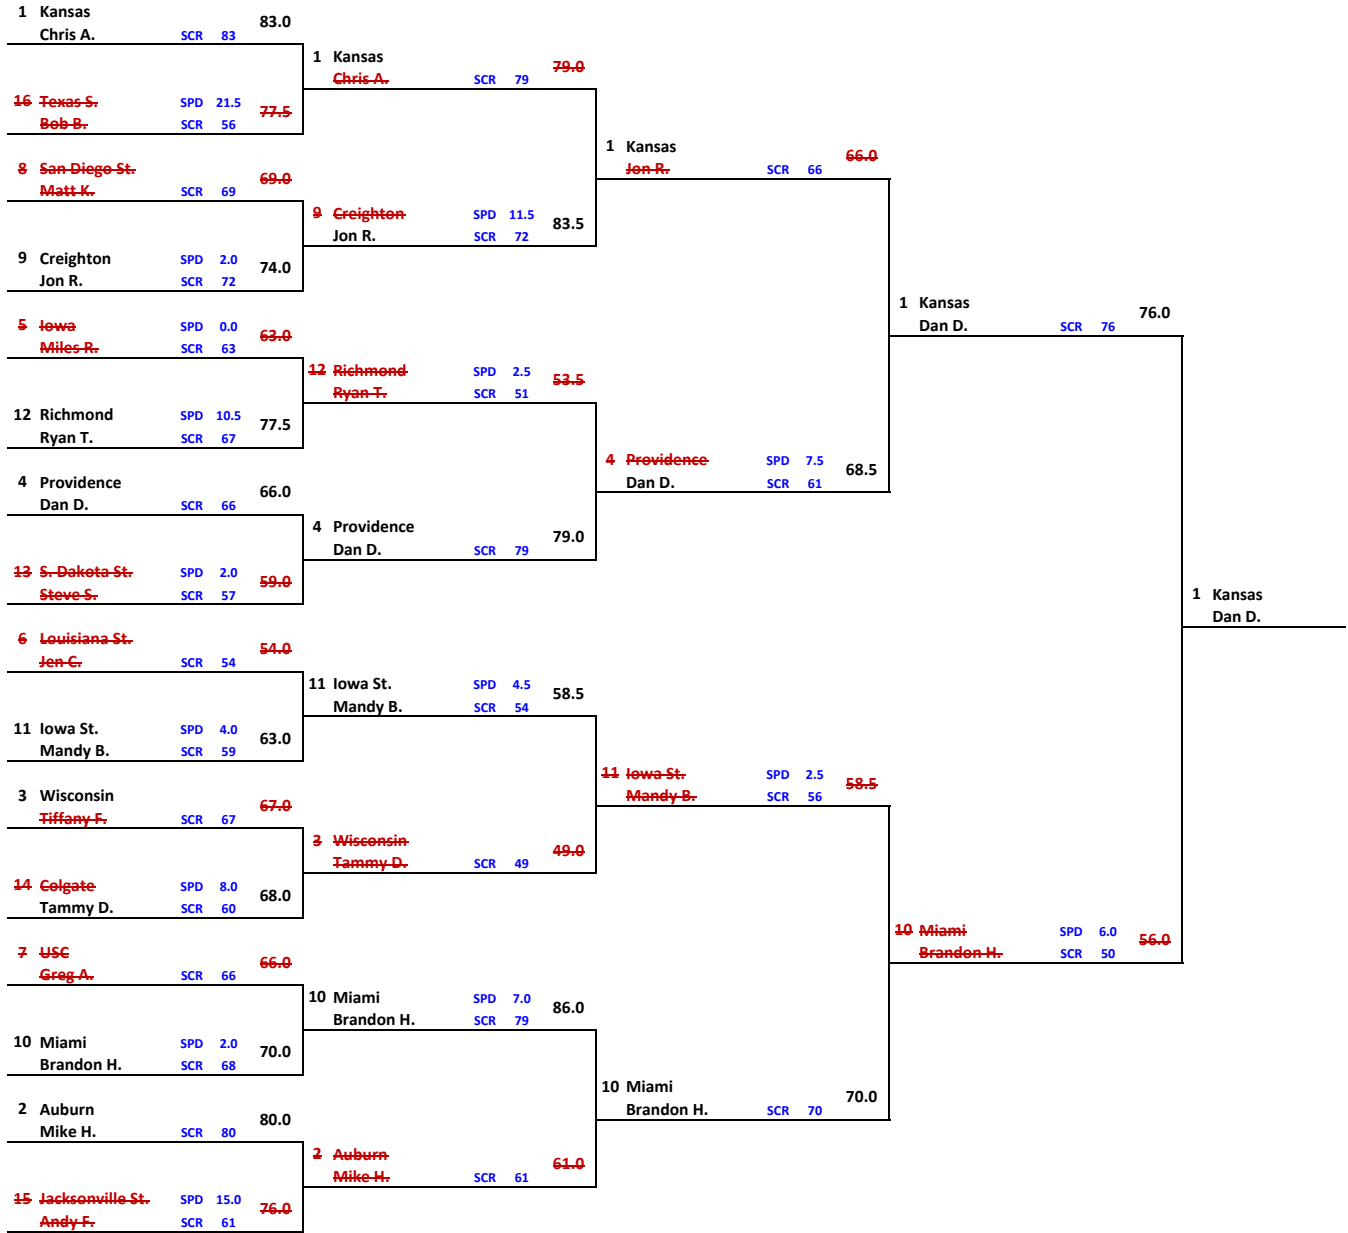 1 Kansas 83.0
Chris A. SCR 83
16 Texas S. SPD 21.5 77.5
Bob B. SCR 56
8 San Diego St. 69.0
Matt K. SCR 69
9 Creighton SPD 2.0 74.0
Jon R. SCR 72
5 Iowa SPD 0.0 63.0
Miles R. SCR 63
12 Richmond SPD 10.5 77.5
Ryan T. SCR 67
4 Providence 66.0
Dan D. SCR 66
13 S. Dakota St. SPD 2.0 59.0
Steve S. SCR 57
6 Louisiana St. 54.0
Jen C. SCR 54
11 Iowa St. SPD 4.0 63.0
Mandy B. SCR 59
3 Wisconsin 67.0
Tiffany F. SCR 67
14 Colgate SPD 8.0 68.0
Tammy D. SCR 60
7 USC 66.0
Greg A. SCR 66
10 Miami SPD 2.0 70.0
Brandon H. SCR 68
2 Auburn 80.0
Mike H. SCR 80
15 Jacksonville St. SPD 15.0 76.0
Andy F. SCR 61
1 Kansas 79.0
Chris A. SCR 79
9 Creighton SPD 11.5 83.5
Jon R. SCR 72
12 Richmond SPD 2.5 53.5
Ryan T. SCR 51
4 Providence 79.0
Dan D. SCR 79
11 Iowa St. SPD 4.5 58.5
Mandy B. SCR 54
3 Wisconsin 49.0
Tammy D. SCR 49
10 Miami SPD 7.0 86.0
Brandon H. SCR 79
2 Auburn 61.0
Mike H. SCR 61
1 Kansas 66.0
Jon R. SCR 66
4 Providence SPD 7.5 68.5
Dan D. SCR 61
11 Iowa St. SPD 2.5 58.5
Mandy B. SCR 56
10 Miami 70.0
Brandon H. SCR 70
1 Kansas 76.0
Dan D. SCR 76
10 Miami SPD 6.0 56.0
Brandon H. SCR 50
1 Kansas
Dan D.